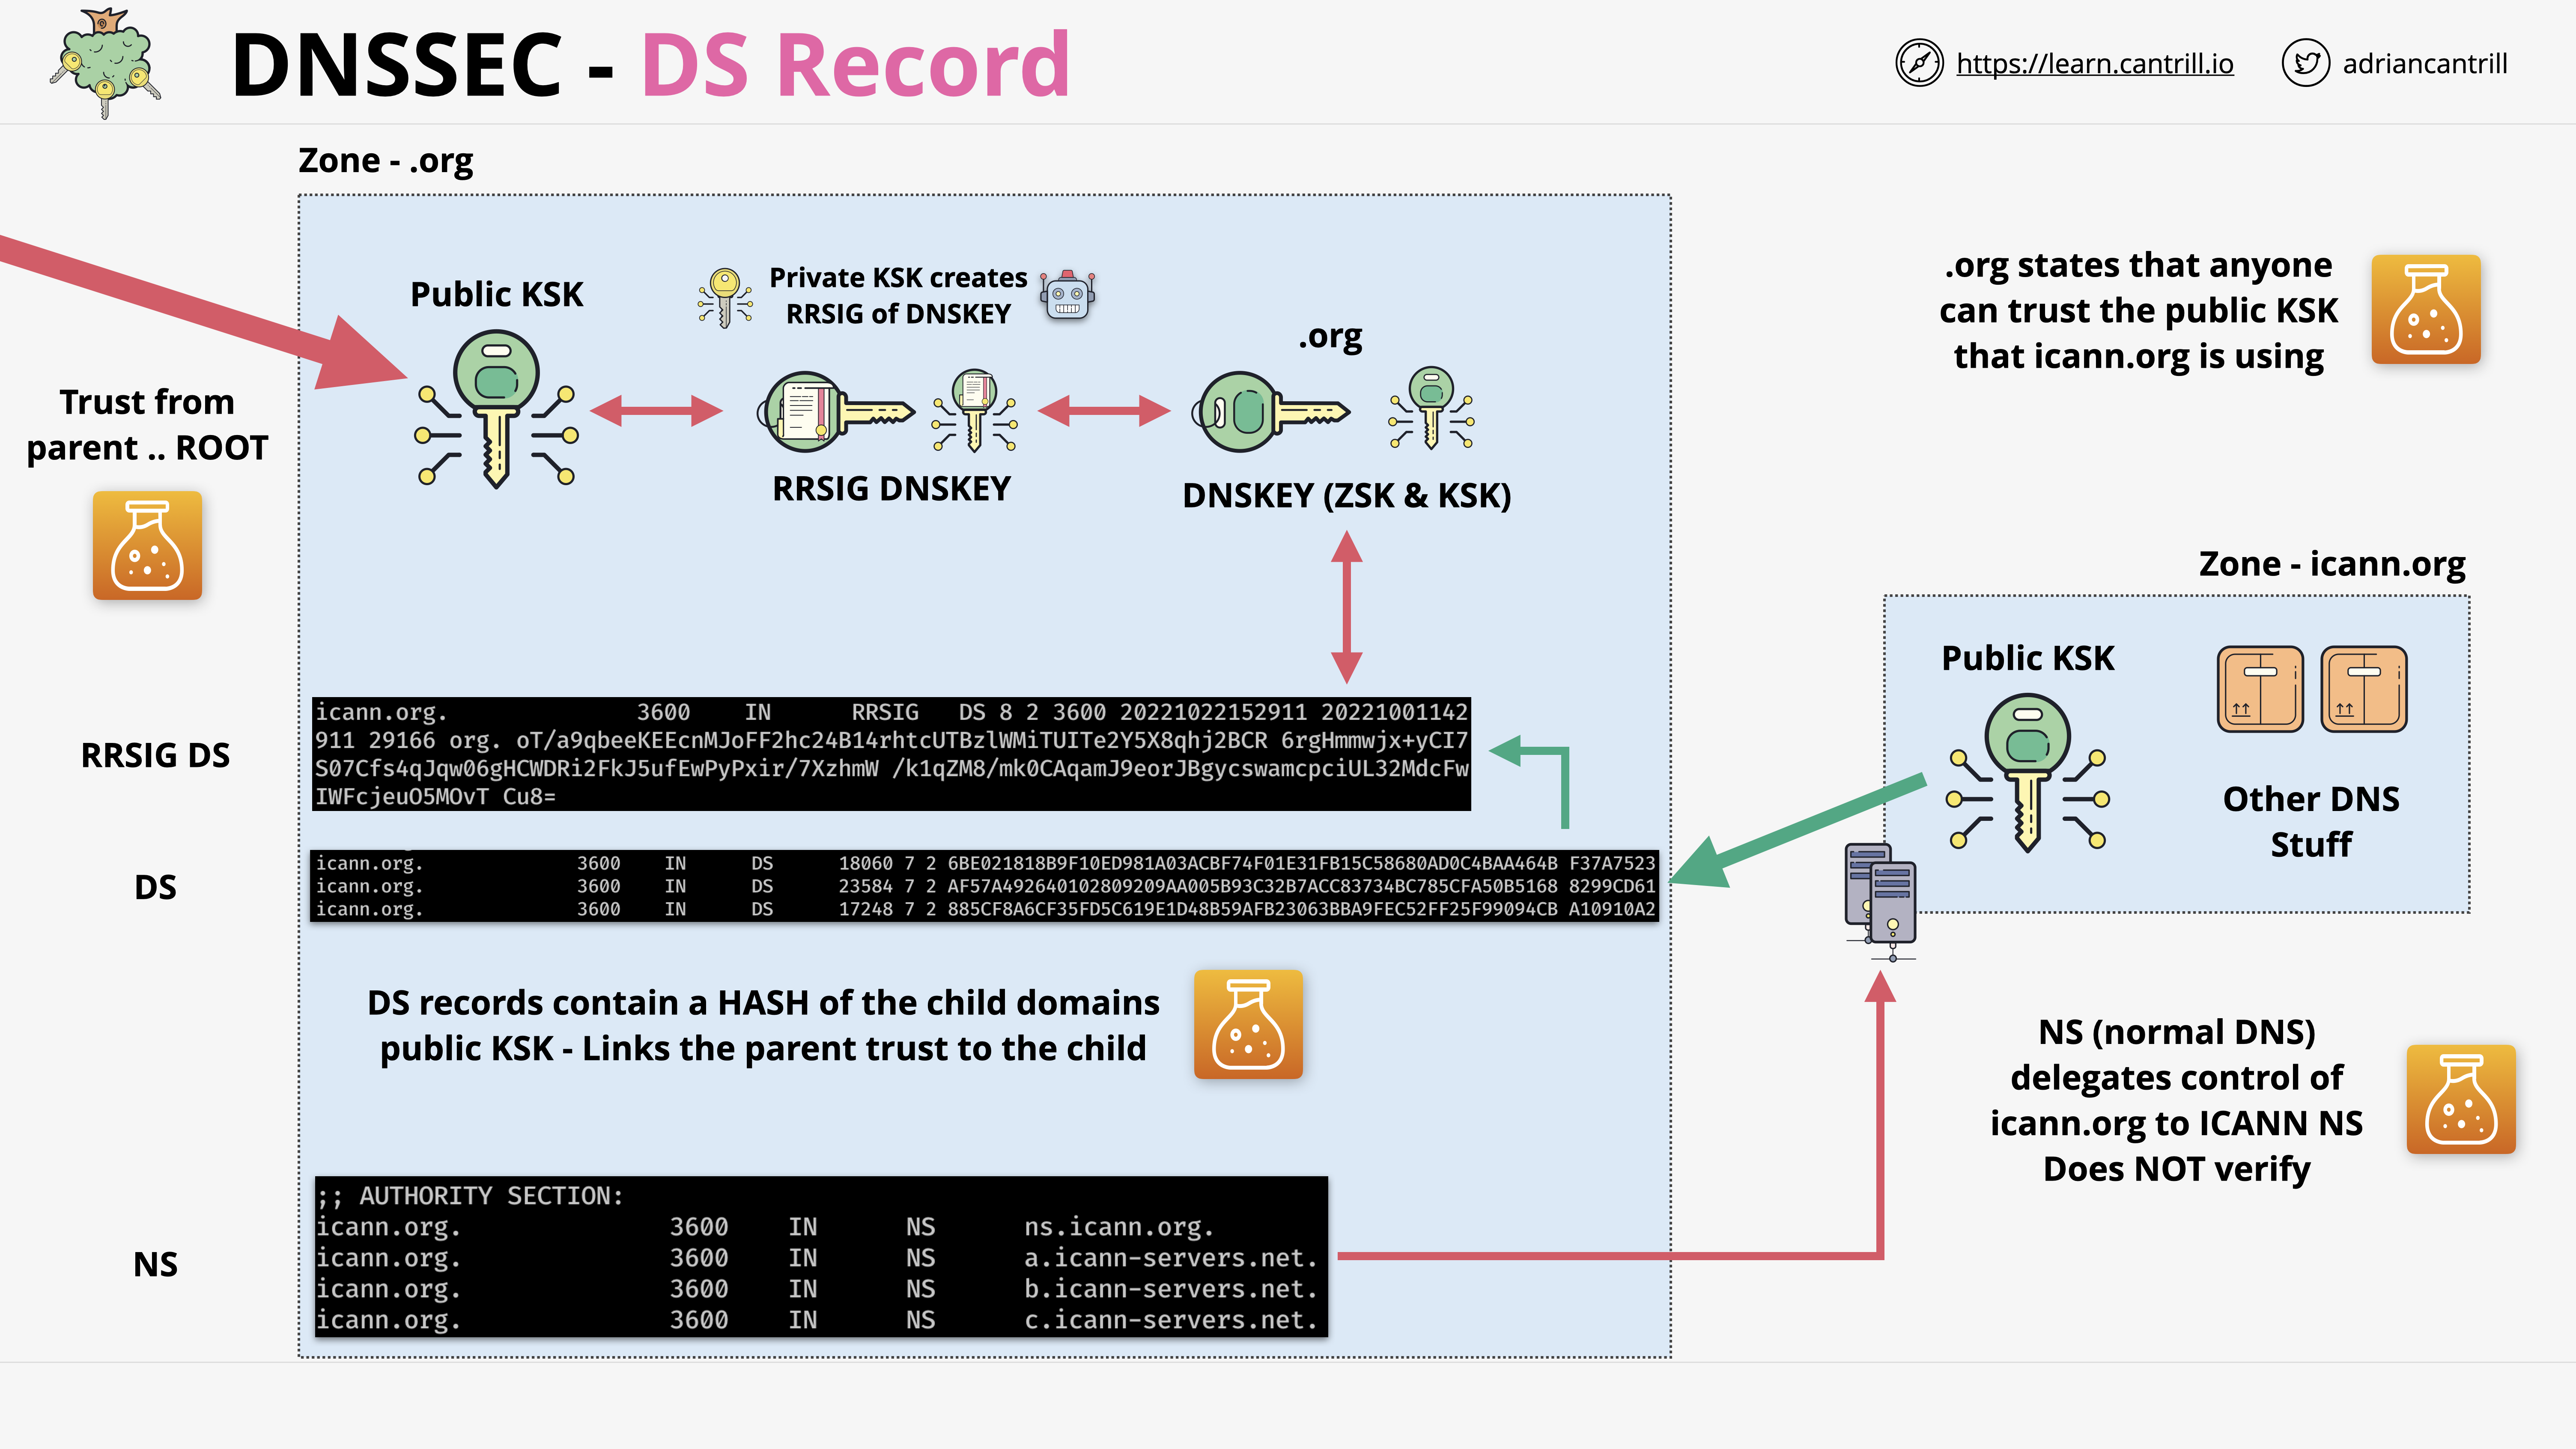 DNSSEC - DS Record
https://learn.cantrill.io
adriancantrill
Zone - .org
Trust from
parent .. ROOT
Public KSK
Private KSK creates
RRSIG of DNSKEY
RRSIG DNSKEY
.org
DNSKEY (ZSK & KSK)
.org states that anyone
can trust the public KSK
that icann.org is using
Zone - icann.org
Public KSK
Other DNS
Stuff
RRSIG DS
icann.org. 3600 IN RRSIG DS 8 2 3600 20221022152911 20221001142
911 29166 org. oT/a9qbeeKEEcnMJoFF2hc24B14rhtcUTBzlWMiTUITe2Y5X8qhj2BCR 6rgHmmwjx+yCI7
S07Cfs4qJqw06gHCWDRi2FkJ5ufEwPyPxir/7XzhmW /k1qZM8/mk0CAqamJ9eorJBgycswamcpciUL32MdcFw
IWFcjeuO5MOvT Cu8=
DS
icann.org. 3600 IN DS 18060 7 2 6BE021818B9F10ED981A03ACBF74F01E31FB15C58680AD0C4BAA464B F37A7523
icann.org. 3600 IN DS 23584 7 2 AF57A492640102809209AA005B93C32B7ACC83734BC785CFA50B5168 8299CD61
icann.org. 3600 IN DS 17248 7 2 885CF8A6CF35FD5C619E1D48B59AFB23063BBA9FEC52FF25F99094CB A10910A2
DS records contain a HASH of the child domains
public KSK - Links the parent trust to the child
NS (normal DNS)
delegates control of
icann.org to ICANN NS
Does NOT verify
NS
;; AUTHORITY SECTION:
icann.org. 3600 IN NS ns.icann.org.
icann.org. 3600 IN NS a.icann-servers.net.
icann.org. 3600 IN NS b.icann-servers.net.
icann.org. 3600 IN NS c.icann-servers.net.